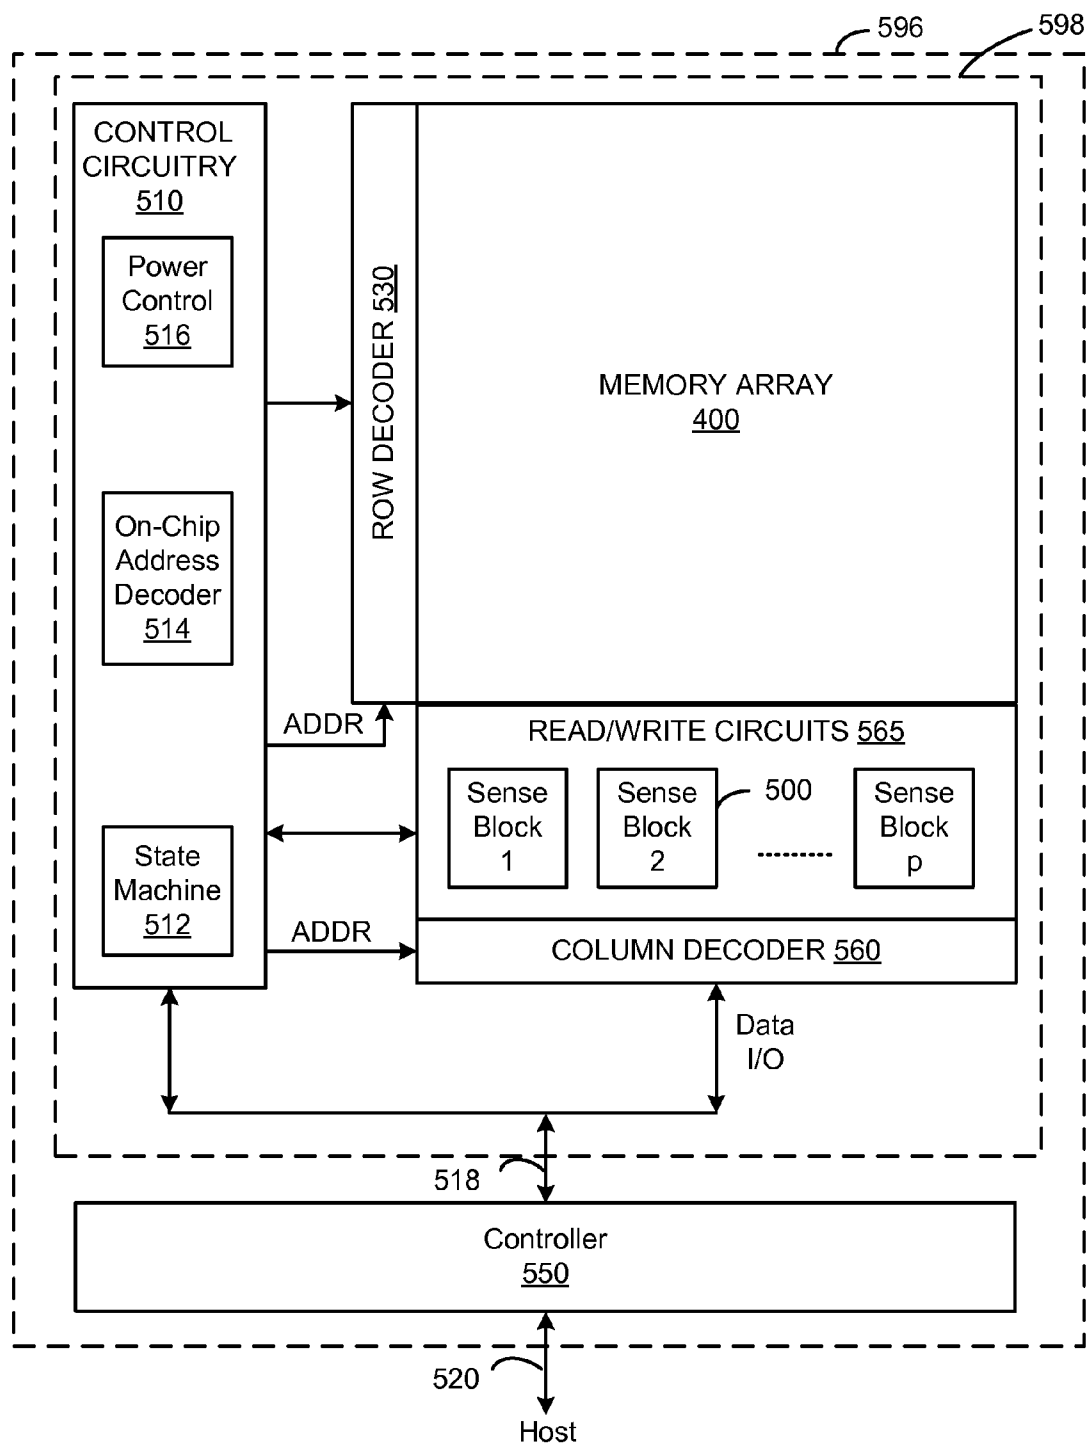 596
598
CONTROL
CIRCUITRY
510
Power
Control
516
On-Chip
Address
Decoder
514
State
Machine
512
ROW DECODER 530
MEMORY ARRAY
400
ADDR
READ/WRITE CIRCUITS 565
Sense
Block
1
Sense
Block
2
500
........
Sense
Block
p
ADDR
COLUMN DECODER 560
Data
I/O
518
Controller
550
520
Host